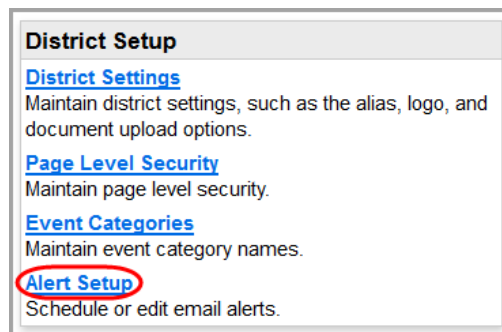 District Setup
District Settings
Maintain district settings, such as the alias, logo, and
document upload options.
Page Level Security
Maintain page level security.
Event Categories
Maintain event category names.
Alert Setup
Schedule or edit email alerts.